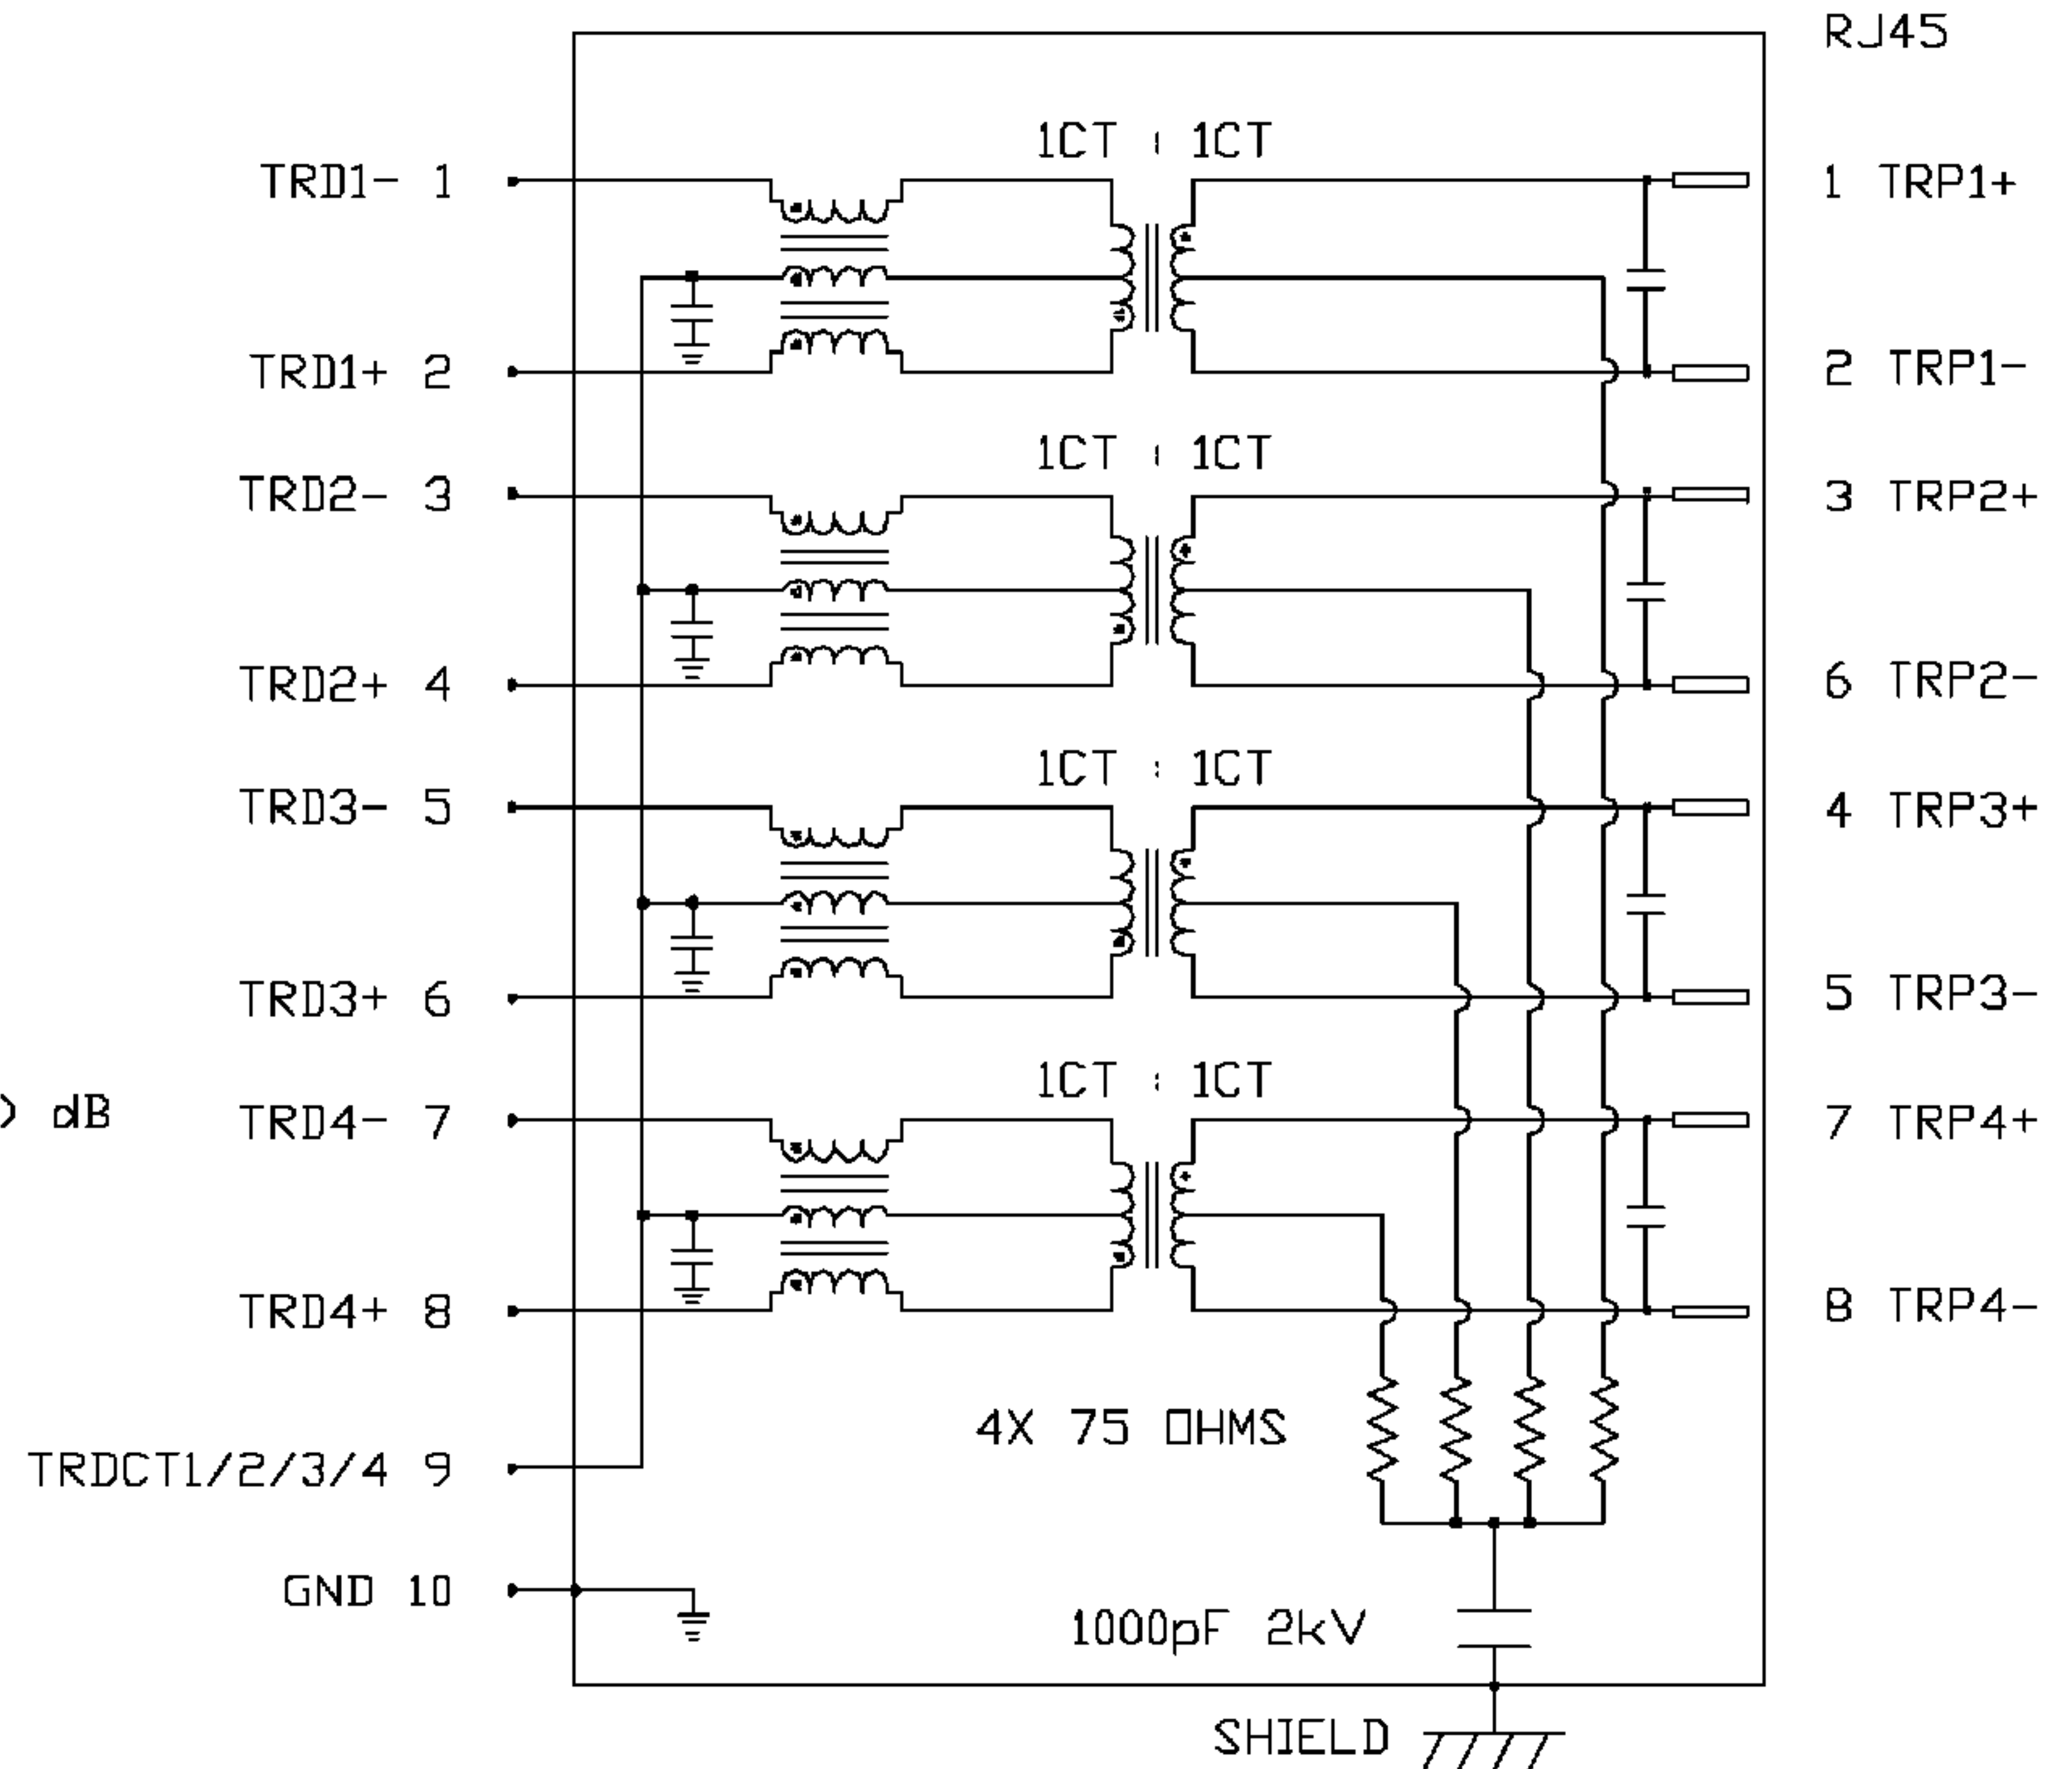 RJ45
1CT : 1CT
TRD1- 1
1 TRP1+
TRD1+ 2
2 TRP1-
1CT : 1CT
TRD2- 3
3 TRP2+
TRD2+ 4
6 TRP2-
1CT : 1CT
TRD3- 5
4 TRP3+
TRD3+ 6
5 TRP3-
1CT : 1CT
) dB
TRD4- 7
7 TRP4+
TRD4+ 8
8 TRP4-
4X 75 OHMS
TRDCT1/2/3/4 9
GND 10
1000pF 2kV
SHIELD